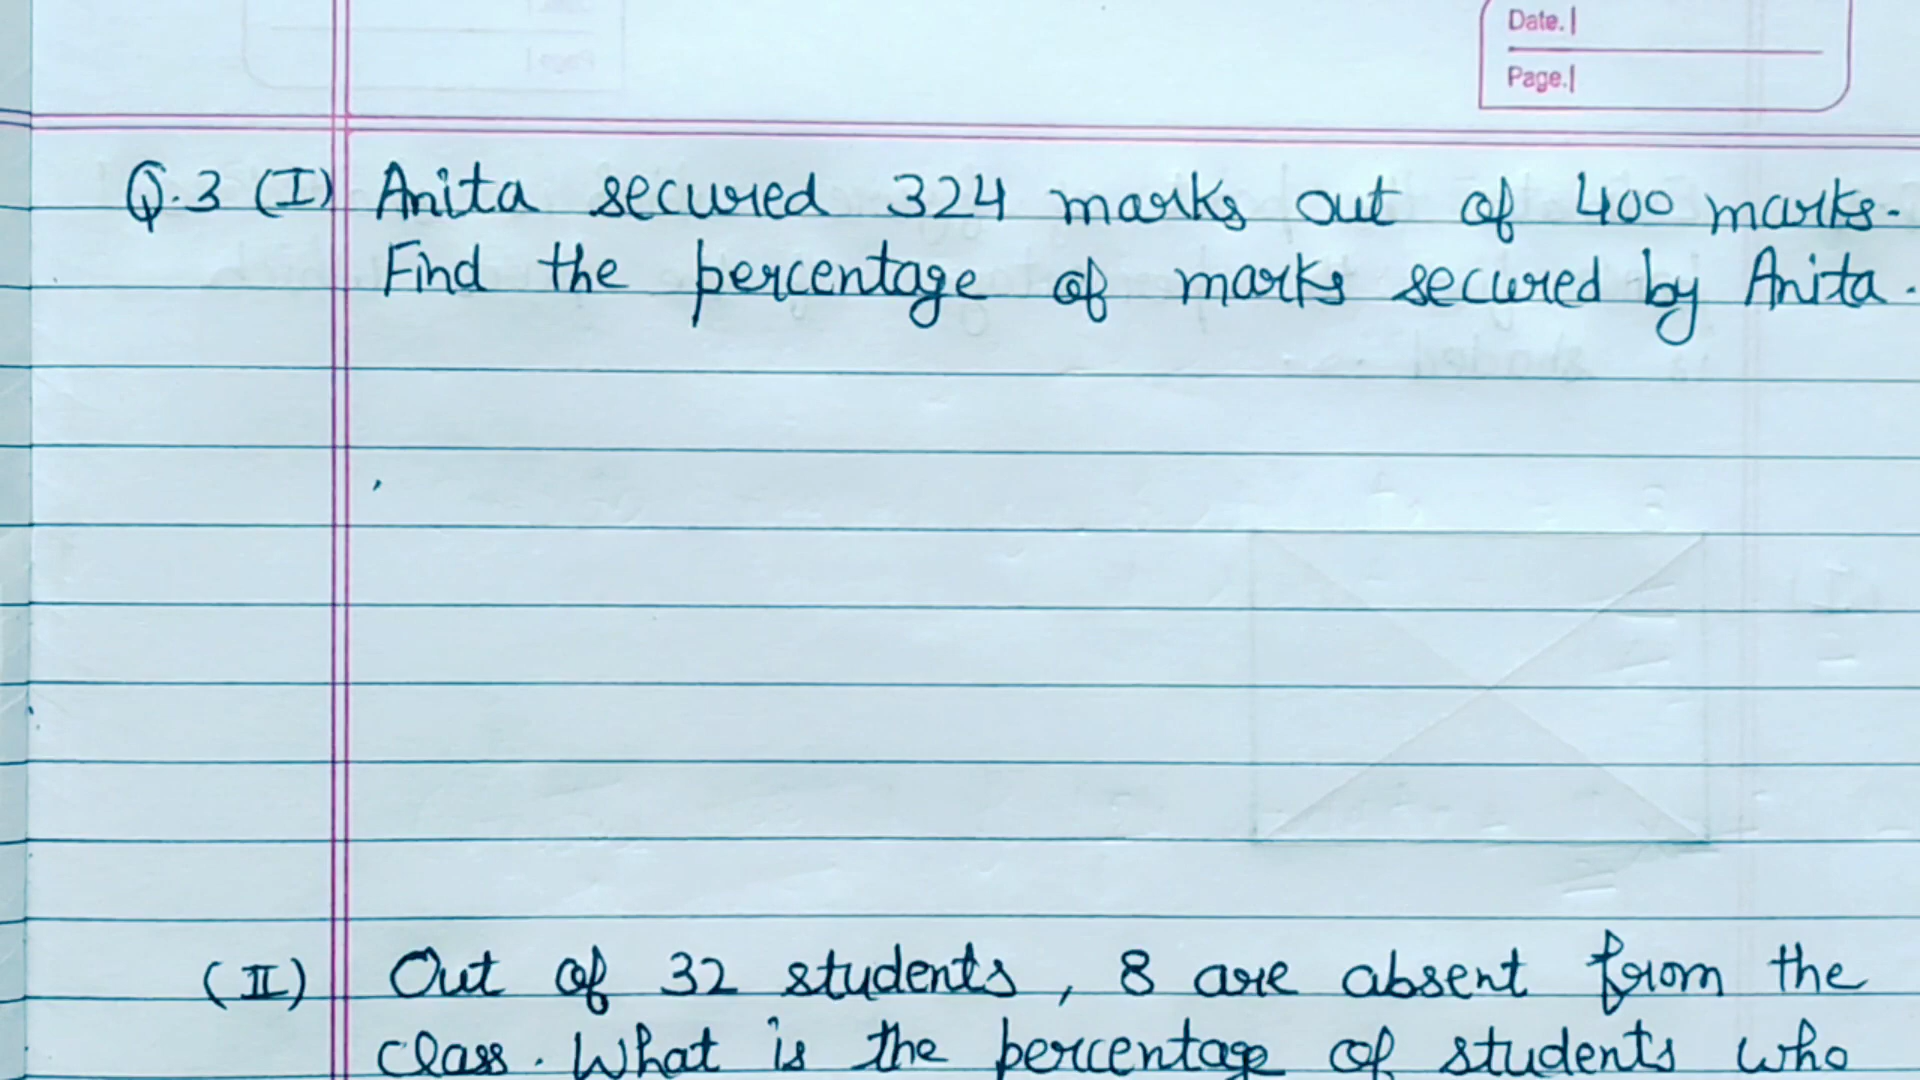 Date.
Page.
Q.3 (I) Anita secured 324 marks out of 400 marks.
Find the percentage of marks secured by Anita.
(II) Out of 32 students, 8 are absent from the
class. What is the percentage of students who